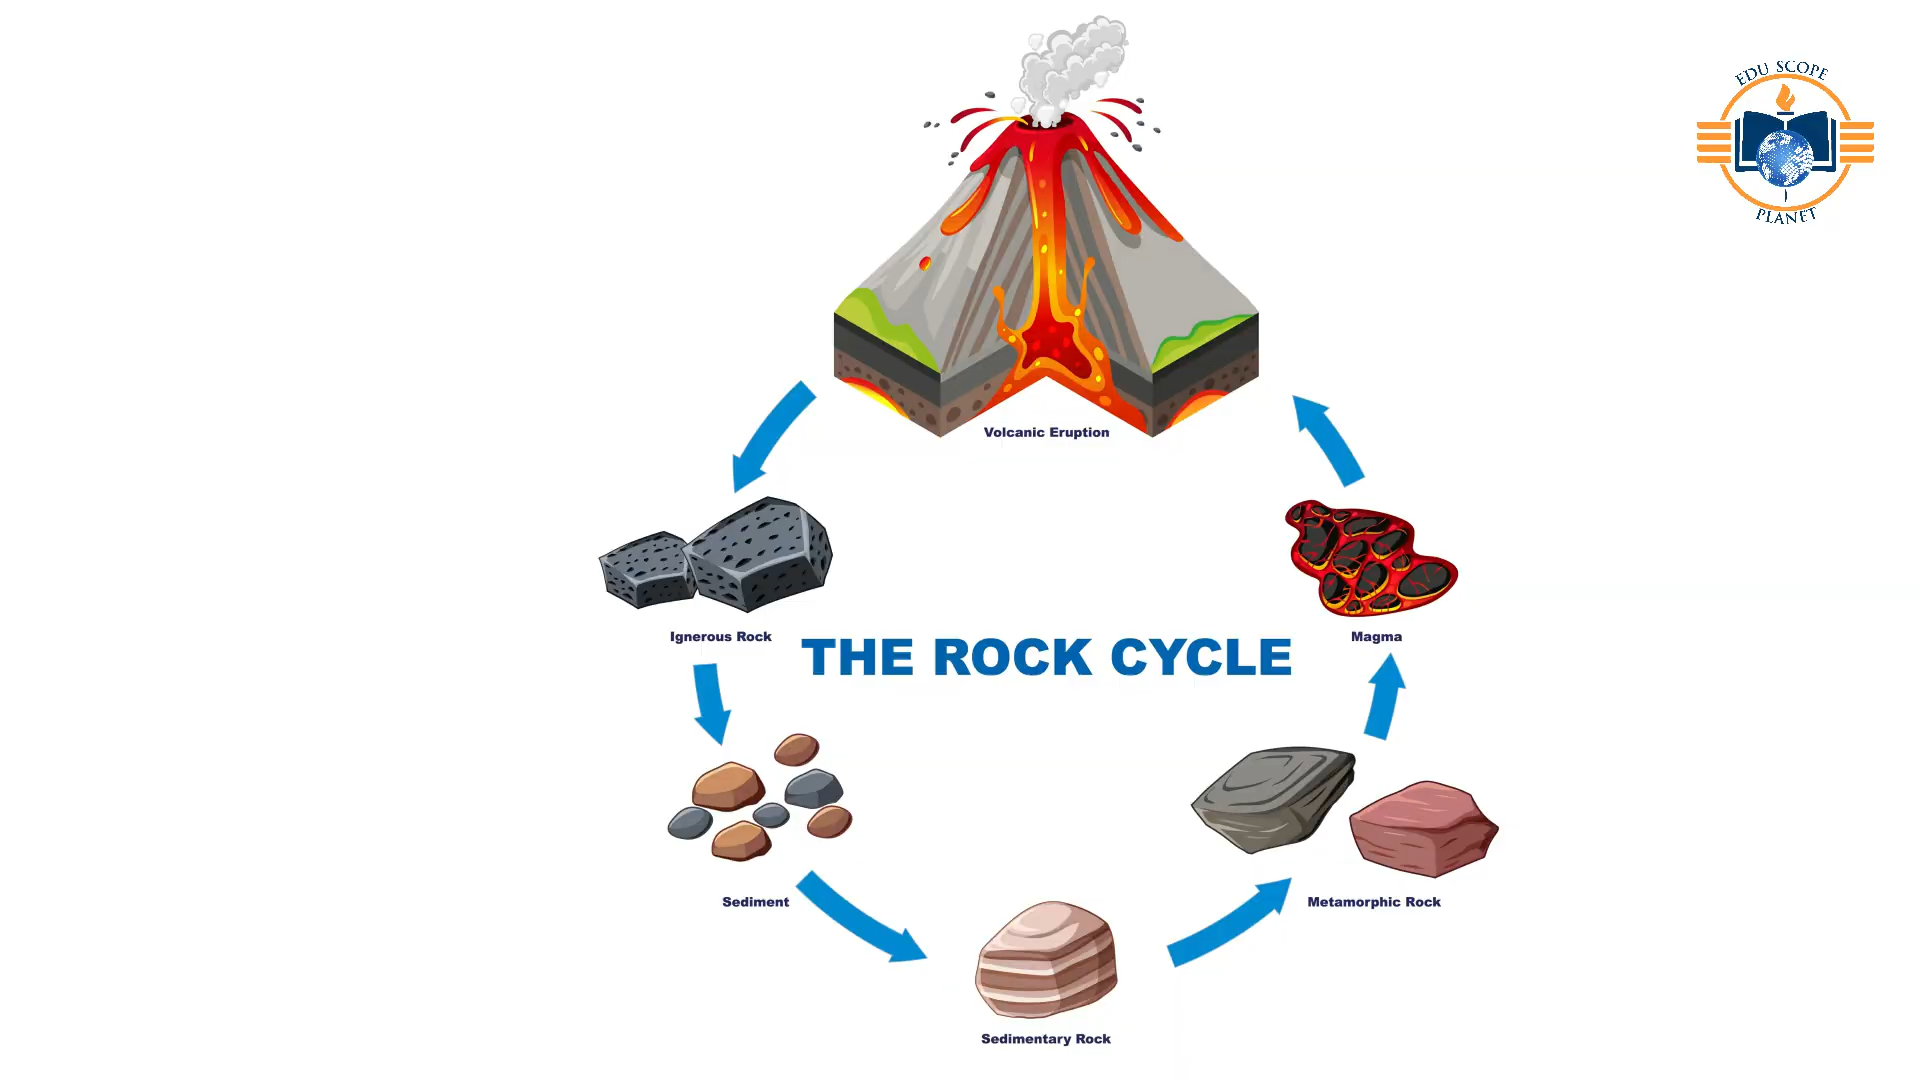 EDU SCOPE
PLANET
Volcanic Eruption
Ignerous Rock
Magma
THE ROCK CYCLE
Sediment
Metamorphic Rock
Sedimentary Rock